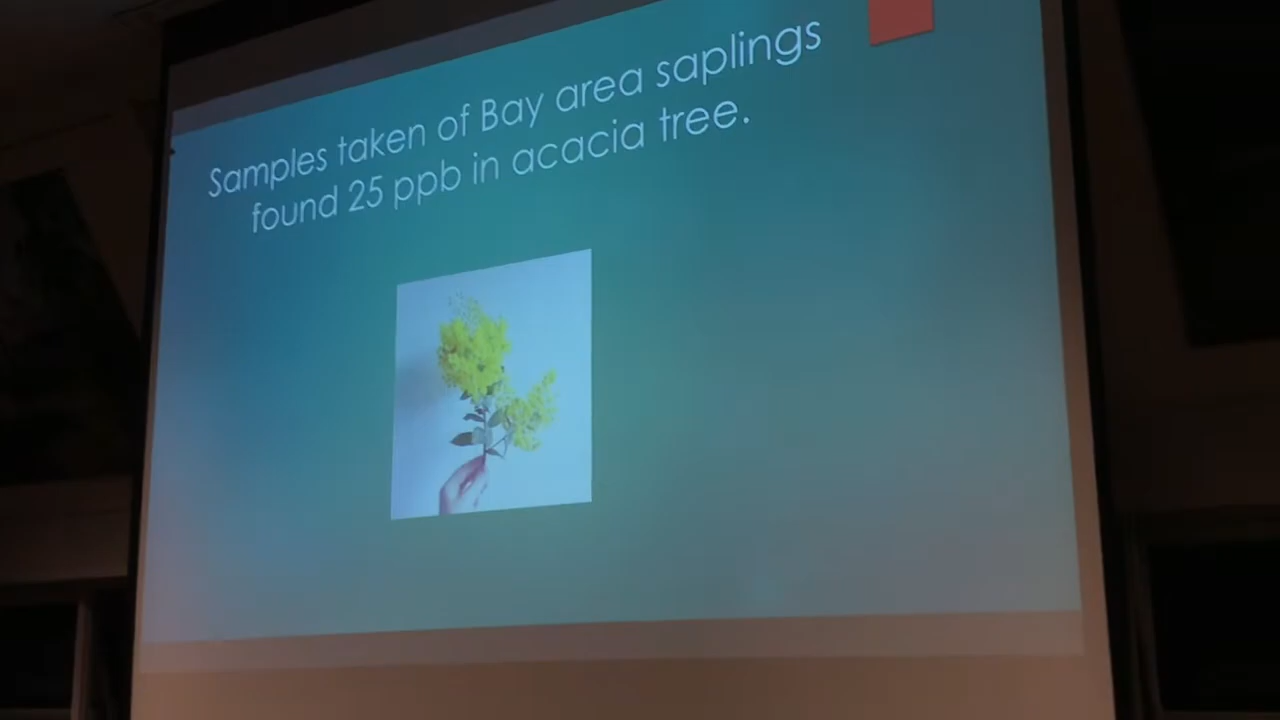 Samples taken of Bay area saplings
found 25 ppb in acacia tree.